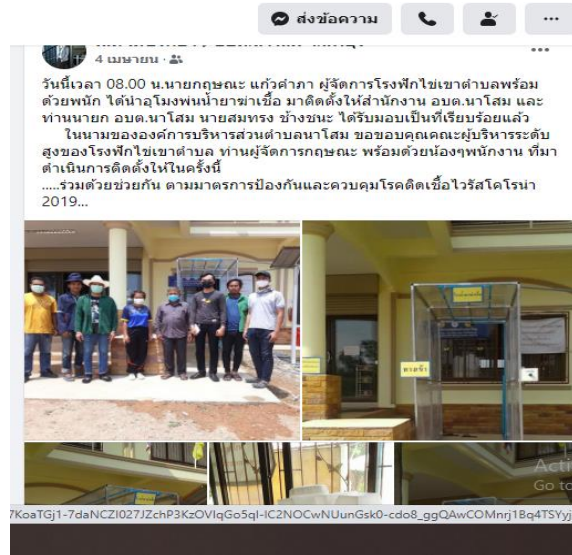 ส่งข้อความ
4 เมษายน ·
วันนี้เวลา 08.00 น.นายกฤษณะ แก้วคำภา ผู้จัดการโรงฟักไข่เขาตำบลพร้อม
ด้วยพนัก ได้นำอุโมงพ่นน้ำยาฆ่าเชื้อ มาติดตั้งให้สำนักงาน อบต.นาโสม และ
ท่านนายก อบต.นาโสม นายสมทรง ช้างชนะ ได้รับมอบเป็นที่เรียบร้อยแล้ว
ในนามขององค์การบริหารส่วนตำบลนาโสม ขอขอบคุณคณะผู้บริหารระดับ
สูงของโรงฟักไข่เขาตำบล ท่านผู้จัดการกฤษณะ พร้อมด้วยน้องๆพนักงาน ที่มา
ดำเนินการติดตั้งให้ในครั้งนี้
.....ร่วมด้วยช่วยกัน ตามมาตรการป้องกันและควบคุมโรคติดเชื้อไวรัสโคโรน่า
2019...
ทางเข้า
Acti
Go to
7KoaTGj1-7daNCZI027JZchP3KzOVIqGo5qI-IC2NOCwNUunGsk0-cdo8_ggQAwCOMnrj1Bq4TSYyj